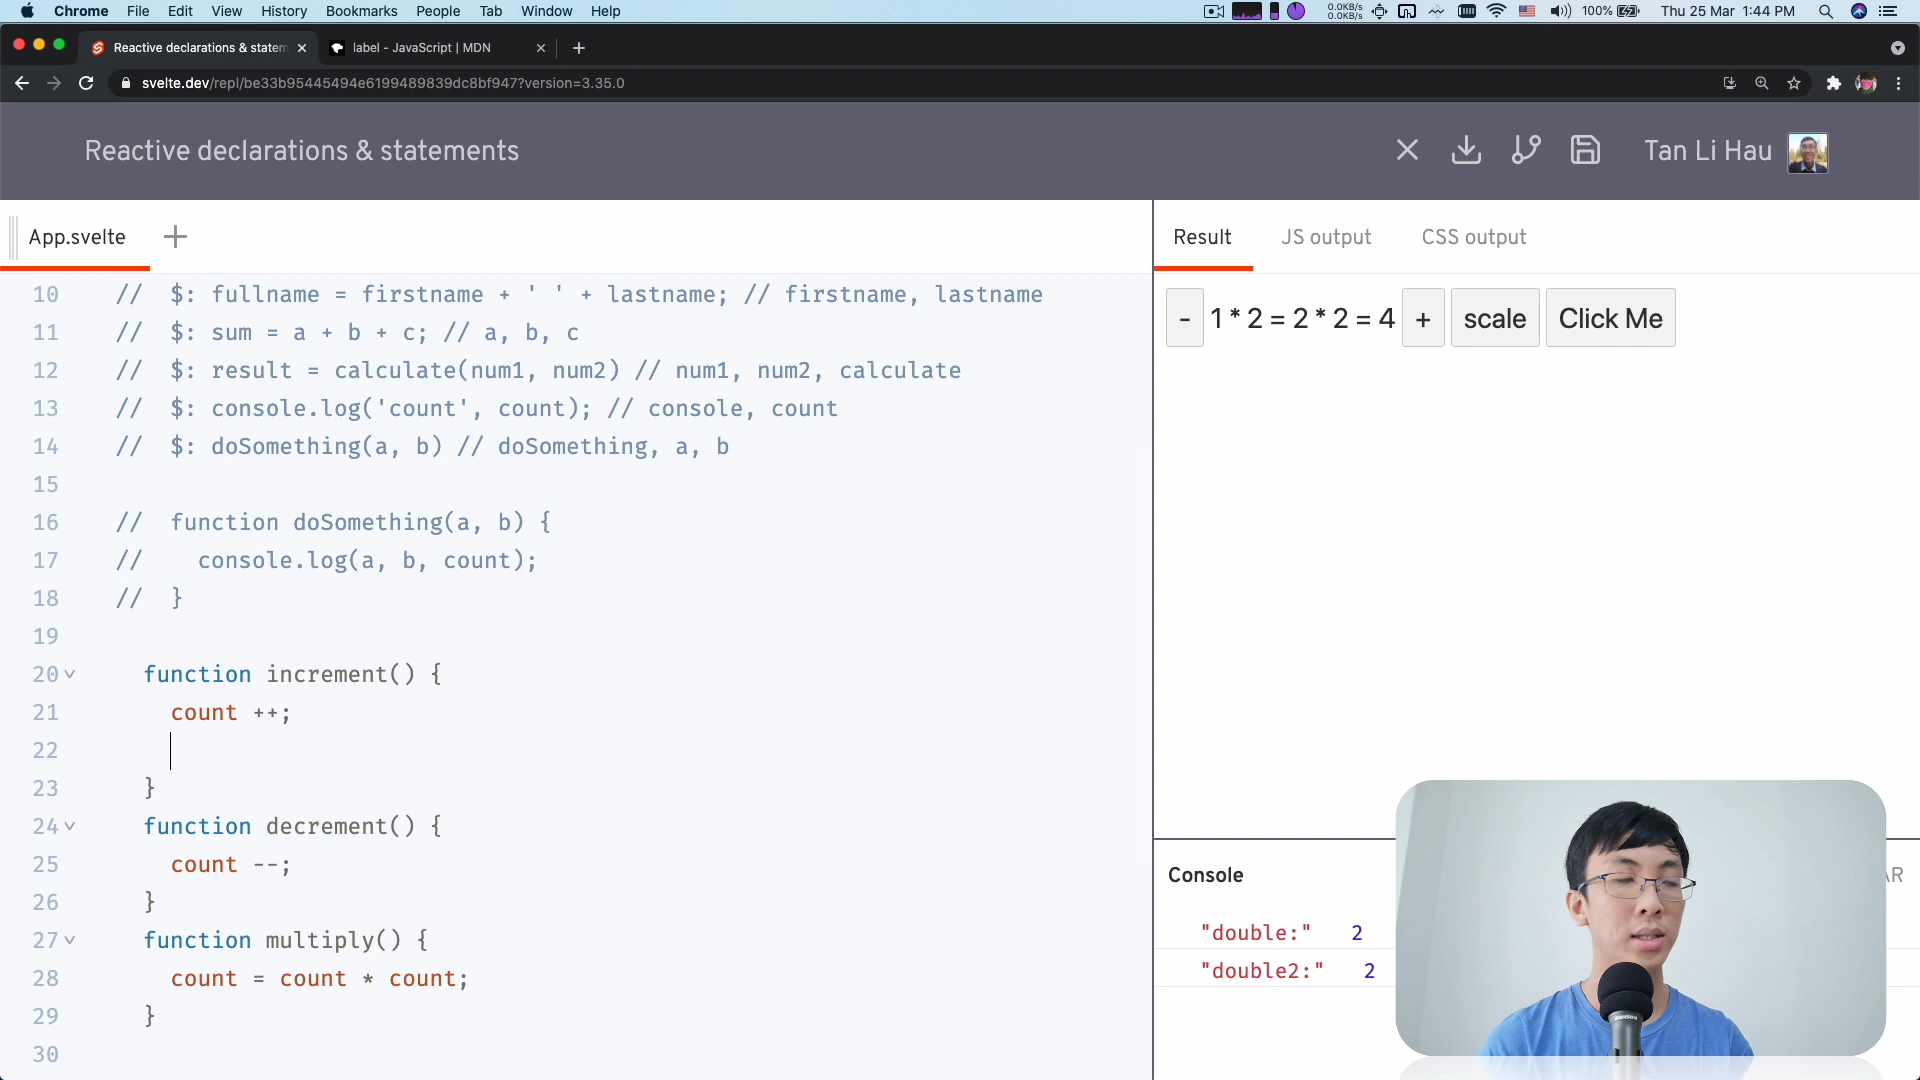 Chrome File Edit View History Bookmarks People Tab Window Help
0.0KB/s
0.0KB/s
100%
Thu 25 Mar 1:44 PM
Reactive declarations & statem
label - JavaScript | MDN
svelte.dev/repl/be33b95445494e6199489839dc8bf947?version=3.35.0
Reactive declarations & statements
Tan Li Hau
App.svelte
Result JS output CSS output
10 // $: fullname = firstname + ' ' + lastname; // firstname, lastname
11 // $: sum = a + b + c; // a, b, c
12 // $: result = calculate(num1, num2) // num1, num2, calculate
13 // $: console.log('count', count); // console, count
14 // $: doSomething(a, b) // doSomething, a, b
15
16 // function doSomething(a, b) {
17 // console.log(a, b, count);
18 // }
19
20 function increment() {
21 count ++;
22
23 }
24 function decrement() {
25 count --;
26 }
27 function multiply() {
28 count = count * count;
29 }
30
- 1 * 2 = 2 * 2 = 4 + scale Click Me
Console
AR
"double:" 2
"double2:" 2